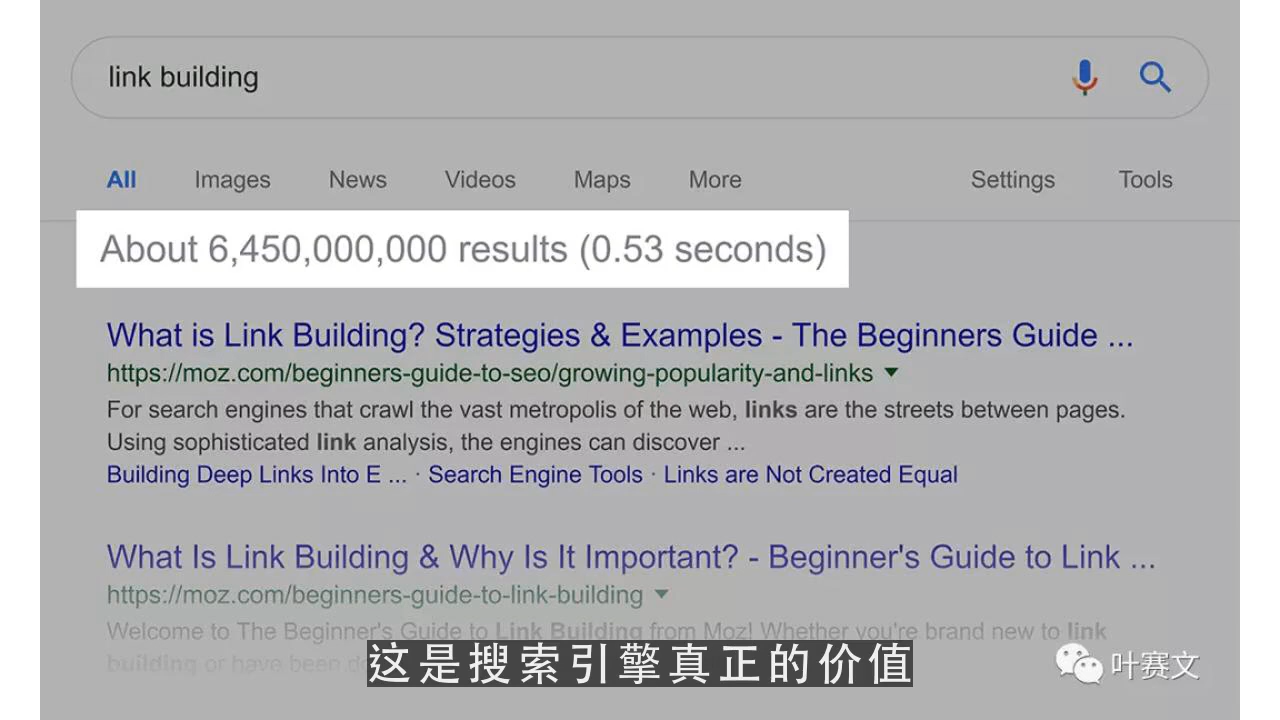 link building
All Images News Videos Maps More Settings Tools
About 6,450,000,000 results (0.53 seconds)
What is Link Building? Strategies & Examples - The Beginners Guide ...
https://moz.com/beginners-guide-to-seo/growing-popularity-and-links
For search engines that crawl the vast metropolis of the web, links are the streets between pages.
Using sophisticated link analysis, the engines can discover ...
Building Deep Links Into E ... · Search Engine Tools · Links are Not Created Equal
What Is Link Building & Why Is It Important? - Beginner's Guide to Link ...
https://moz.com/beginners-guide-to-link-building
Welcome to The Beginner's Guide to Link Building from Moz! Whether you're brand new to link
building or have been
这是搜索引擎真正的价值
叶赛文